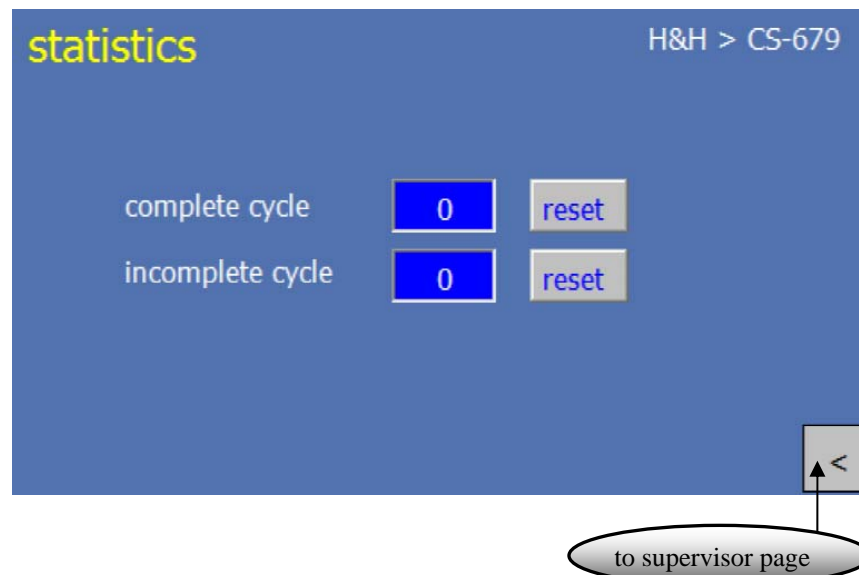 statistics
H&H > CS-679
complete cycle 0 reset
incomplete cycle 0 reset
<
to supervisor page